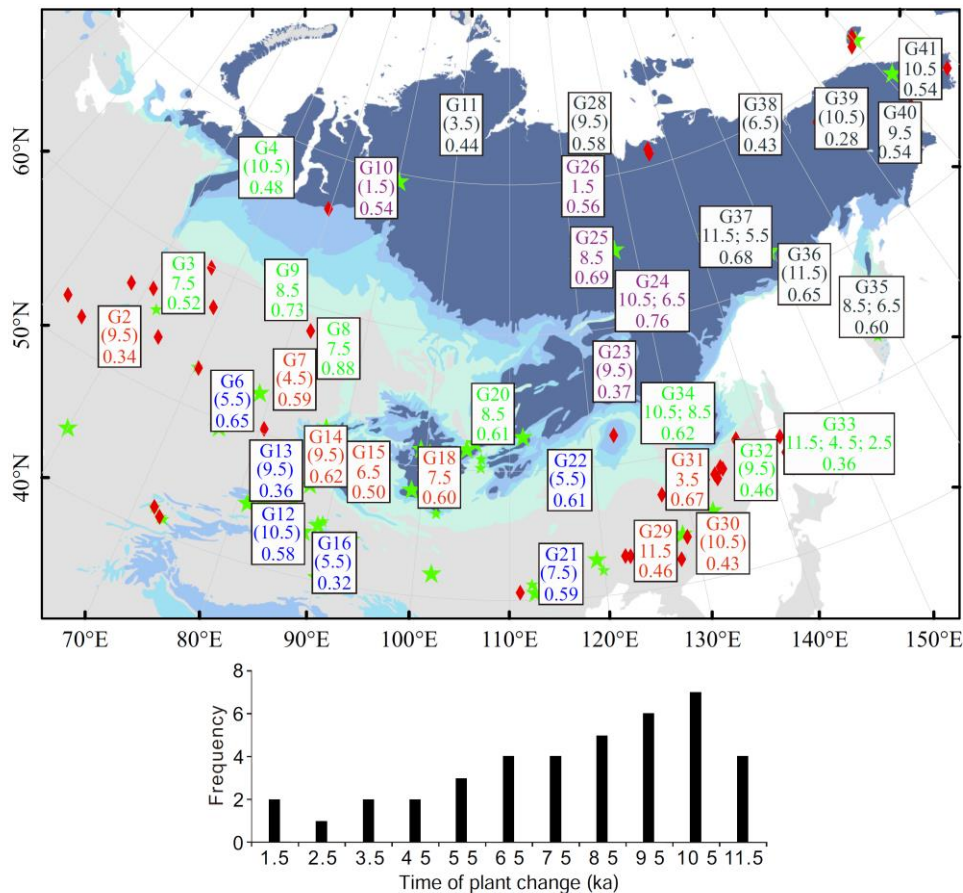 G41
10.5
0.54
G11
(3.5)
0.44
G28
(9.5)
0.58
G38
(6.5)
0.43
G39
(10.5)
0.28
G40
9.5
0.54
60°N
G4
(10.5)
0.48
G10
(1.5)
0.54
G26
1.5
0.56
G37
11.5; 5.5
0.68
G25
8.5
0.69
G36
(11.5)
0.65
G3
7.5
0.52
G9
8.5
0.73
G24
10.5; 6.5
0.76
G35
8.5; 6.5
0.60
50°N
G2
(9.5)
0.34
G8
7.5
0.88
G7
(4.5)
0.59
G23
(9.5)
0.37
G6
(5.5)
0.65
G20
8.5
0.61
G34
10.5; 8.5
0.62
G33
11.5; 4. 5; 2.5
0.36
40°N
G13
(9.5)
0.36
G14
(9.5)
0.62
G15
6.5
0.50
G18
7.5
0.60
G22
(5.5)
0.61
G31
3.5
0.67
G32
(9.5)
0.46
G12
(10.5)
0.58
G16
(5.5)
0.32
G21
(7.5)
0.59
G29
11.5
0.46
G30
(10.5)
0.43
70°E 80°E 90°E 100°E 110°E 120°E 130°E 140°E 150°E
Frequency
8
6
4
2
0
1.5 2.5 3.5 4 5 5 5 6 5 7 5 8 5 9 5 10 5 11.5
Time of plant change (ka)